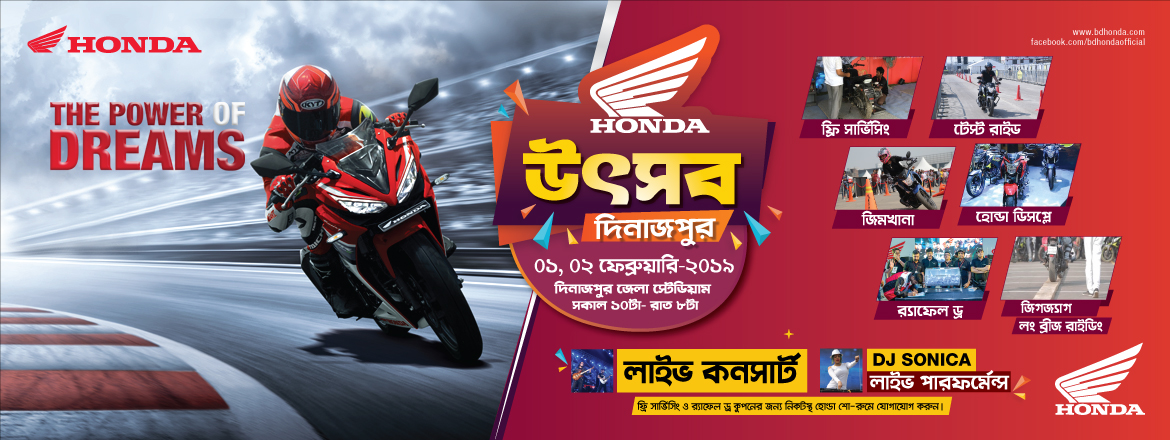 HONDA
THE POWER OF
DREAMS
HONDA
উৎসব
দিনাজপুর
০১, ০২ ফেব্রুয়ারি-২০১৯
দিনাজপুর জেলা স্টেডিয়াম
সকাল ১০টা- রাত ৮টা
www.bdhonda.com
facebook.com/bdhondaofficial
ফ্রি সার্ভিসিং
টেস্ট রাইড
জিমখানা
হোন্ডা ডিসপ্লে
র‍্যাফেল ড্র
জিগজ্যাগ
লং ব্রীজ রাইডিং
লাইভ কনসার্ট
DJ SONICA
লাইভ পারফর্মেন্স
ফ্রি সার্ভিসিং ও র‍্যাফেল ড্র কুপনের জন্য নিকটস্থ হোন্ডা শো-রুমে যোগাযোগ করুন।
HONDA